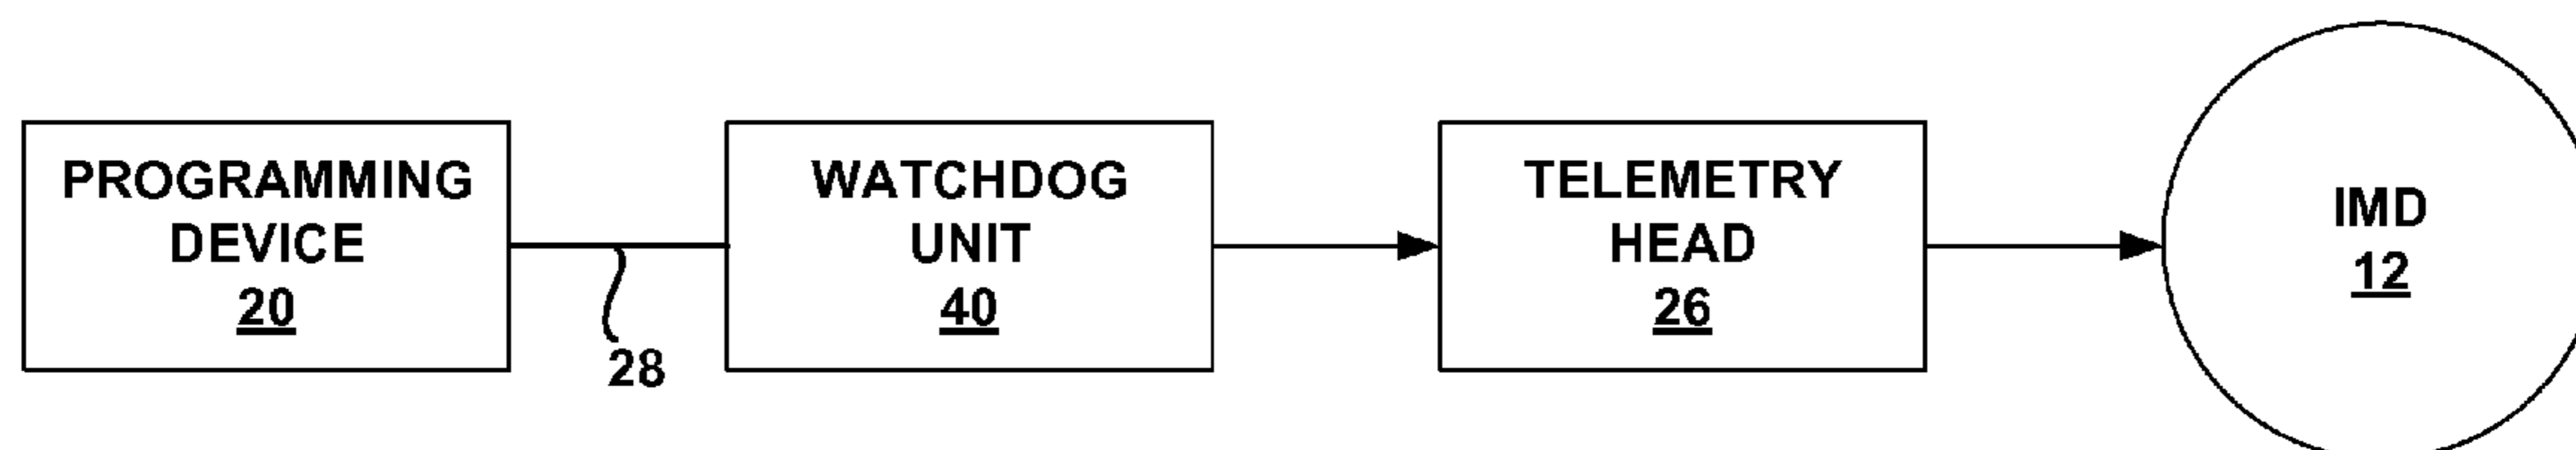 PROGRAMMING
DEVICE
20
28
WATCHDOG
UNIT
40
TELEMETRY
HEAD
26
IMD
12